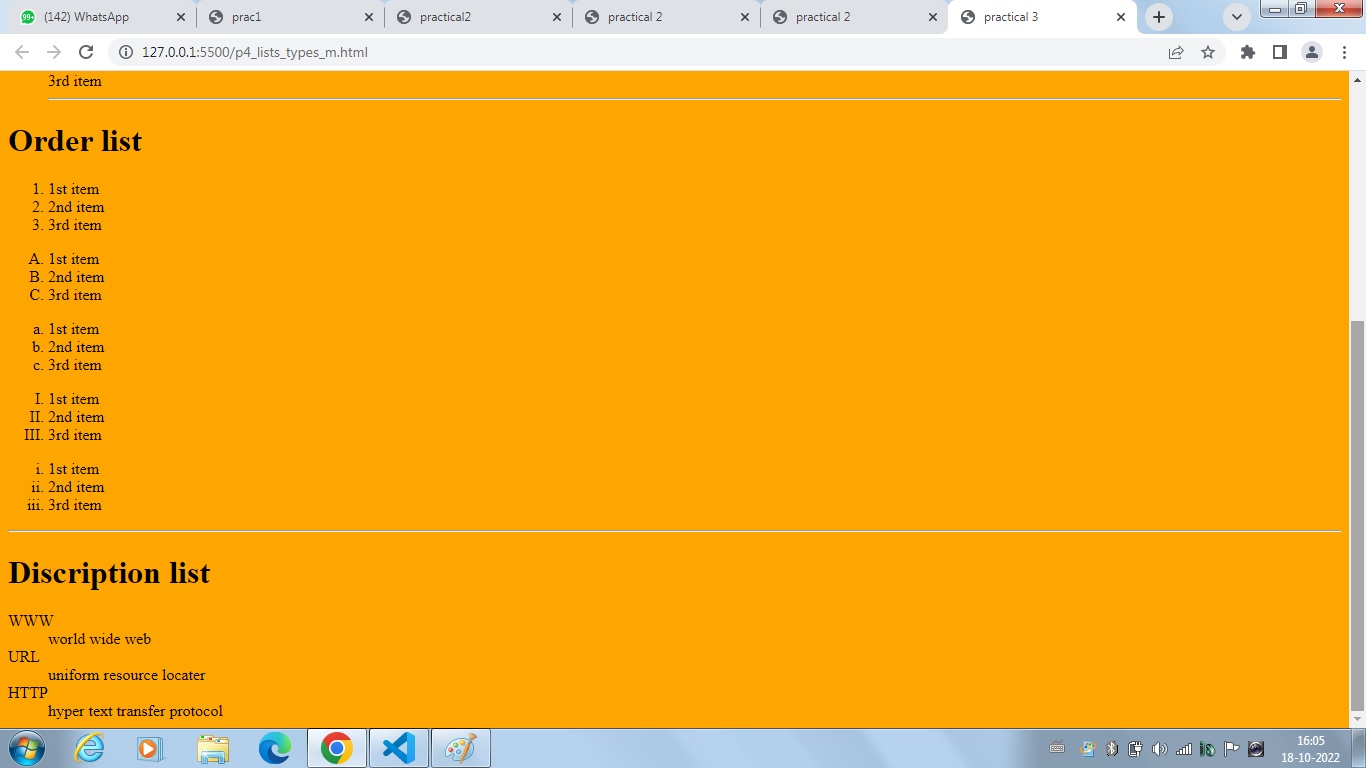 (142) WhatsApp
prac1
practical2
practical 2
practical 2
practical 3
127.0.0.1:5500/p4_lists_types_m.html
3rd item
Order list
1. 1st item
2. 2nd item
3. 3rd item
A. 1st item
B. 2nd item
C. 3rd item
a. 1st item
b. 2nd item
c. 3rd item
I. 1st item
II. 2nd item
III. 3rd item
i. 1st item
ii. 2nd item
iii. 3rd item
Discription list
WWW
world wide web
URL
uniform resource locater
HTTP
hyper text transfer protocol
16:05
18-10-2022